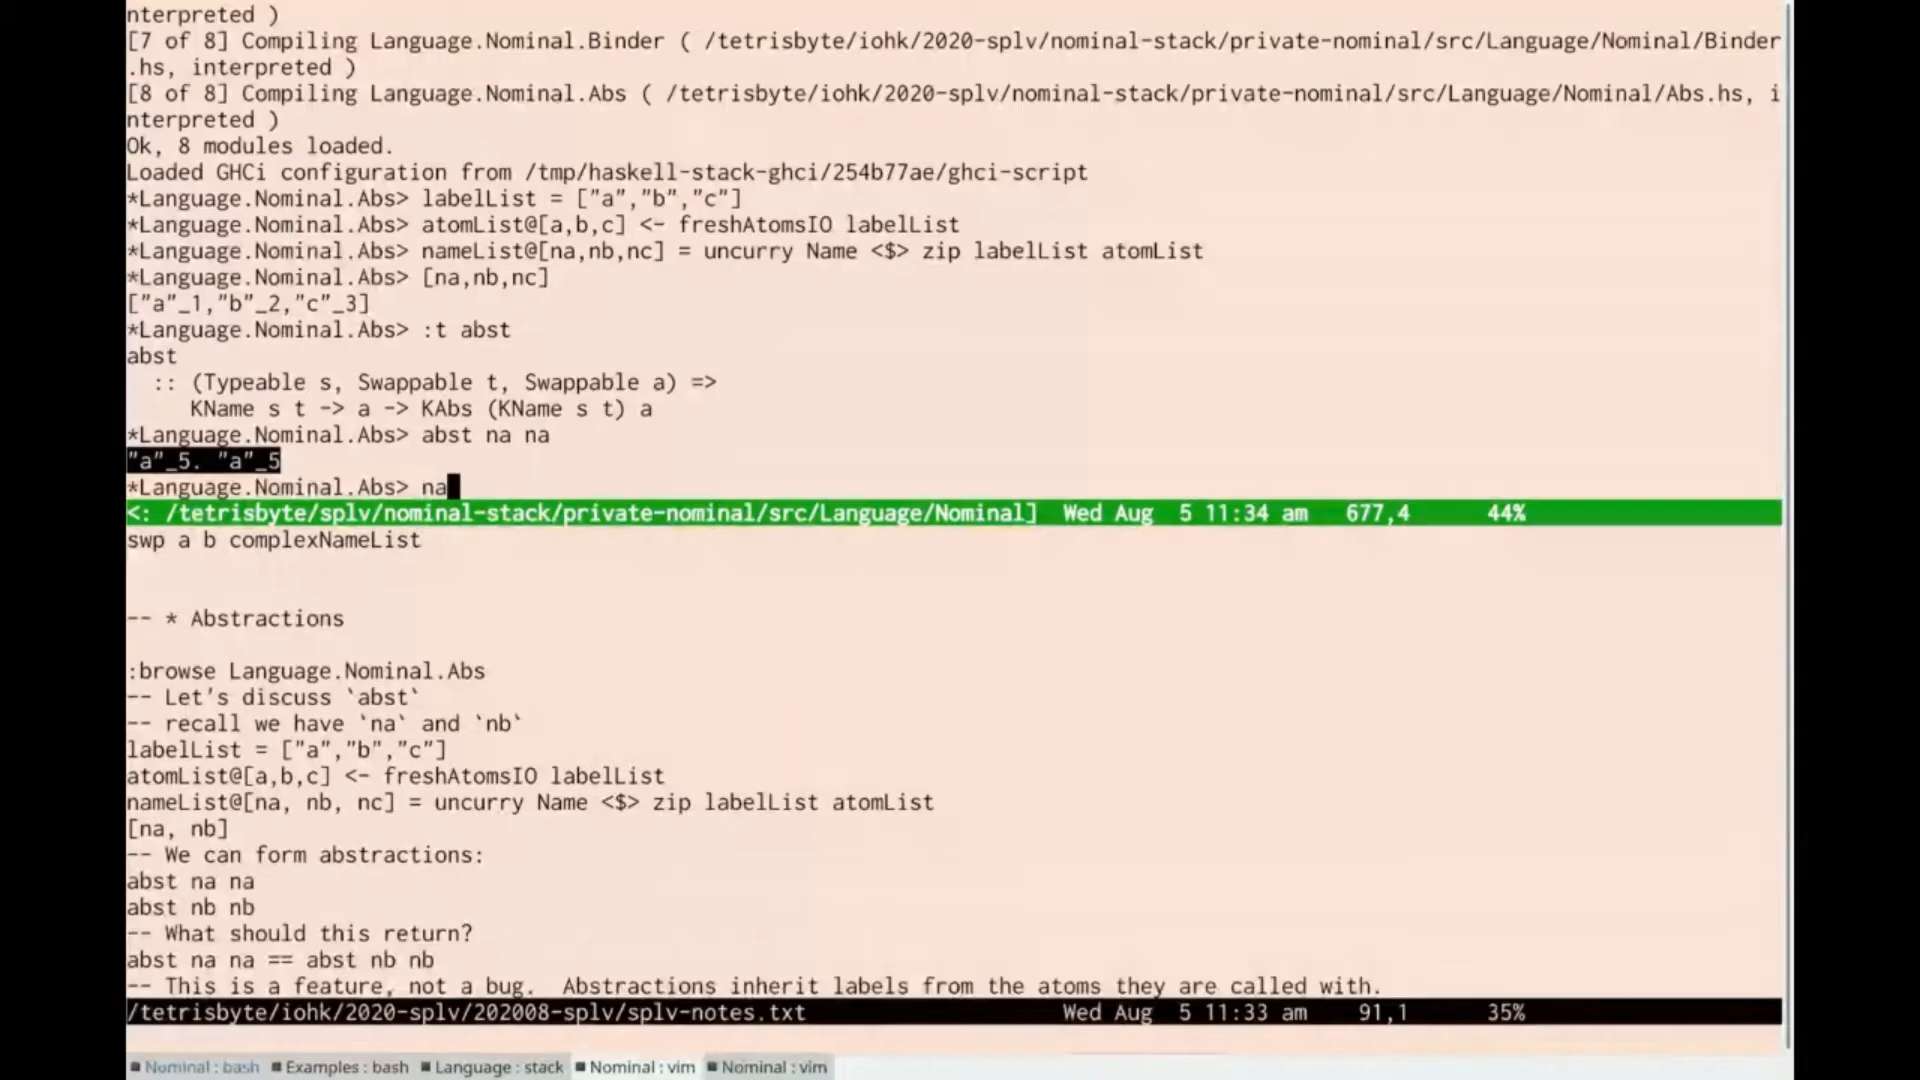 nterpreted )
[7 of 8] Compiling Language.Nominal.Binder ( /tetrisbyte/iohk/2020-splv/nominal-stack/private-nominal/src/Language/Nominal/Binder
.hs, interpreted )
[8 of 8] Compiling Language.Nominal.Abs ( /tetrisbyte/iohk/2020-splv/nominal-stack/private-nominal/src/Language/Nominal/Abs.hs, i
nterpreted )
Ok, 8 modules loaded.
Loaded GHCi configuration from /tmp/haskell-stack-ghci/254b77ae/ghci-script
*Language.Nominal.Abs> labelList = ["a","b","c"]
*Language.Nominal.Abs> atomList@[a,b,c] <- freshAtomsIO labelList
*Language.Nominal.Abs> nameList@[na,nb,nc] = uncurry Name <$> zip labelList atomList
*Language.Nominal.Abs> [na,nb,nc]
["a"_1,"b"_2,"c"_3]
*Language.Nominal.Abs> :t abst
abst
  :: (Typeable s, Swappable t, Swappable a) =>
     KName s t -> a -> KAbs (KName s t) a
*Language.Nominal.Abs> abst na na
"a"_5. "a"_5
*Language.Nominal.Abs> na
<: /tetrisbyte/splv/nominal-stack/private-nominal/src/Language/Nominal]  Wed Aug  5 11:34 am   677,4      44%
swp a b complexNameList
-- * Abstractions
:browse Language.Nominal.Abs
-- Let's discuss `abst`
-- recall we have `na` and `nb`
labelList = ["a","b","c"]
atomList@[a,b,c] <- freshAtomsIO labelList
nameList@[na, nb, nc] = uncurry Name <$> zip labelList atomList
[na, nb]
-- We can form abstractions:
abst na na
abst nb nb
-- What should this return?
abst na na == abst nb nb
-- This is a feature, not a bug.  Abstractions inherit labels from the atoms they are called with.
/tetrisbyte/iohk/2020-splv/202008-splv/splv-notes.txt                    Wed Aug  5 11:33 am    91,1      35%
Nominal : bash  Examples : bash  Language : stack  Nominal : vim  Nominal : vim